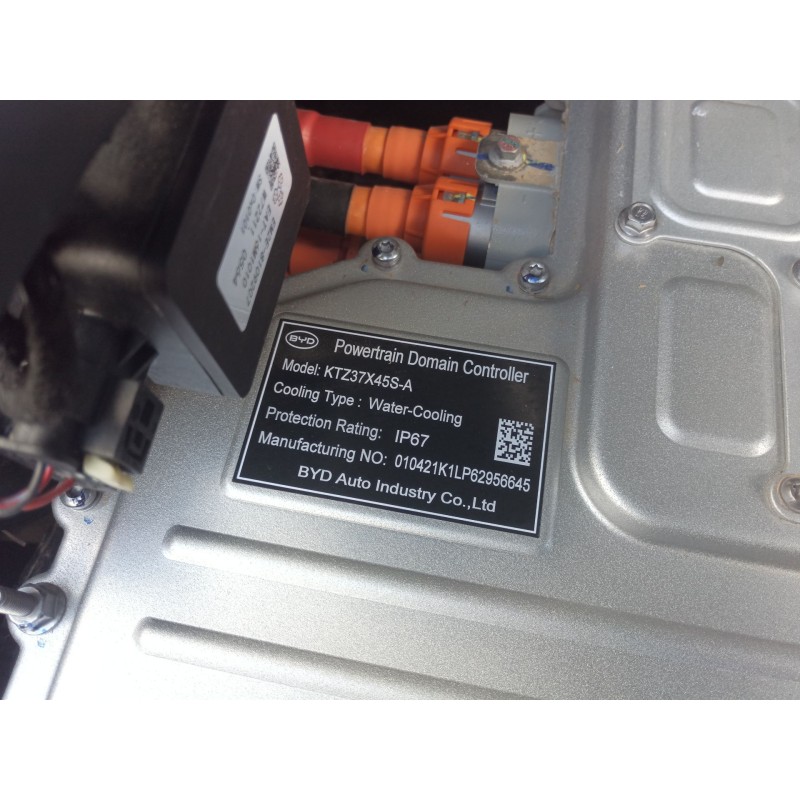 BYD
Powertrain Domain Controller
Model: KTZ37X45S-A
Cooling Type : Water-Cooling
Protection Rating: IP67
Manufacturing NO: 010421K1LP62956645
BYD Auto Industry Co.,Ltd